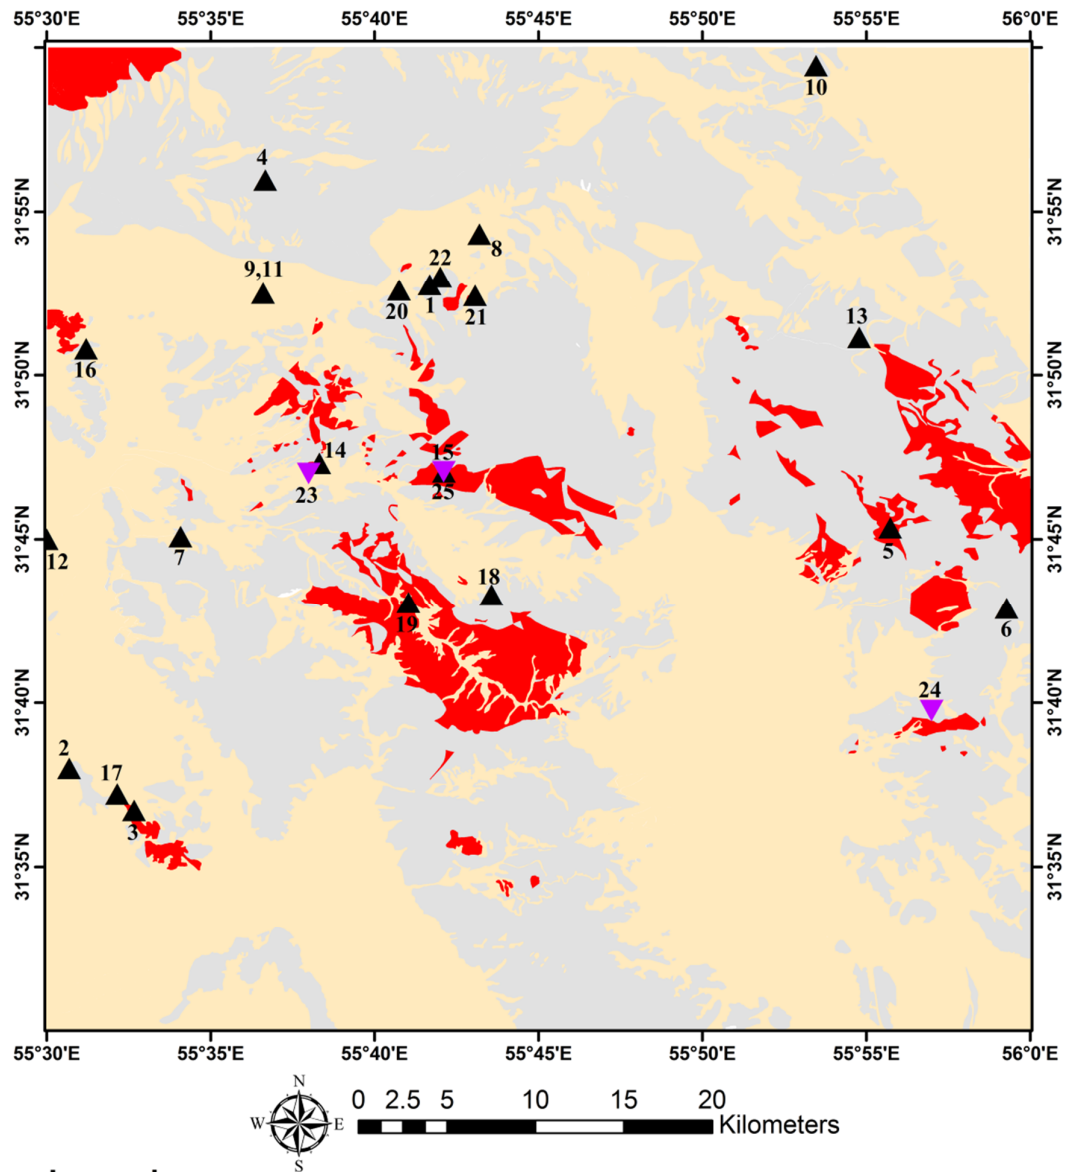 55°30'E 55°35'E 55°40'E 55°45'E 55°50'E 55°55'E 56°0'E
10
4
31°55'N 31°55'N
8
22
9,11
1
20 21
13
16
31°50'N 31°50'N
14 15
23 25
31°45'N 31°45'N
12 7 5
18
19 6
24
31°40'N 31°40'N
2
17
3
31°35'N 31°35'N
55°30'E 55°35'E 55°40'E 55°45'E 55°50'E 55°55'E 56°0'E
N
W E
S
0 2.5 5 10 15 20
Kilometers